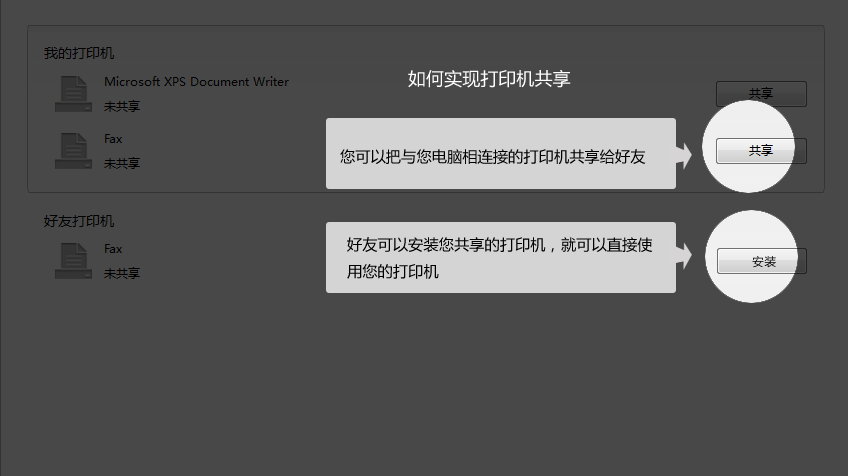 我的打印机
Microsoft XPS Document Writer
未共享
如何实现打印机共享
共享
Fax
未共享
您可以把与您电脑相连接的打印机共享给好友
共享
好友打印机
Fax
未共享
好友可以安装您共享的打印机，就可以直接使
用您的打印机
安装